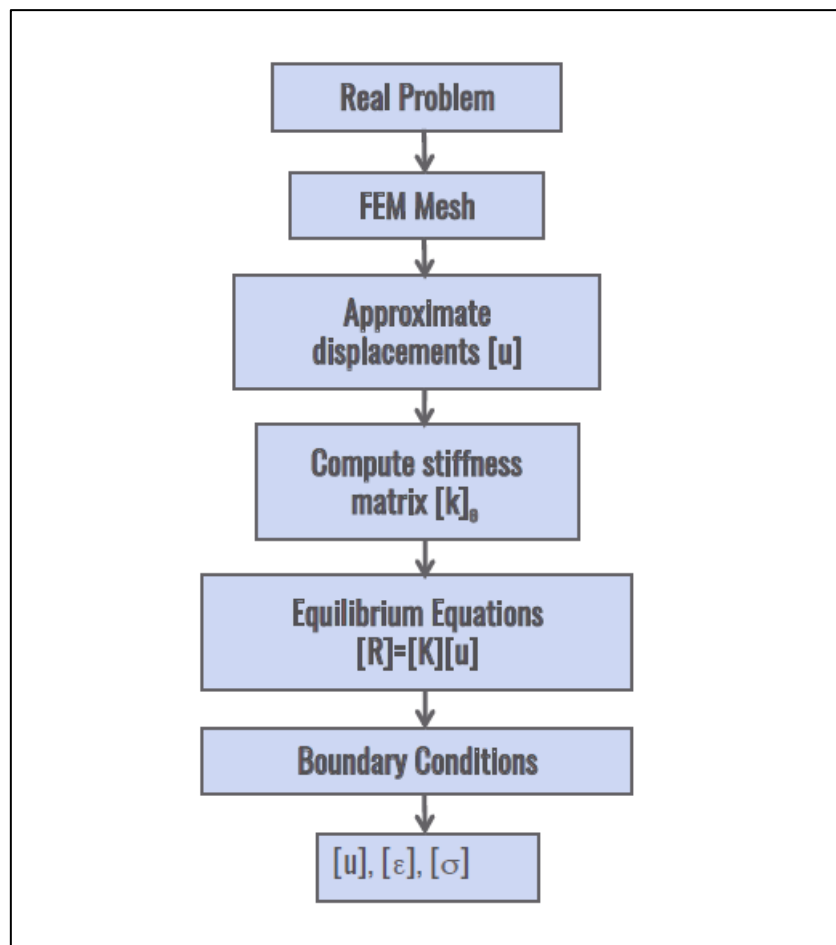 Real Problem
FEM Mesh
Approximate
displacements [u]
Compute stiffness
matrix [k]ₑ
Equilibrium Equations
[R]=[K][u]
Boundary Conditions
[u], [ε], [σ]